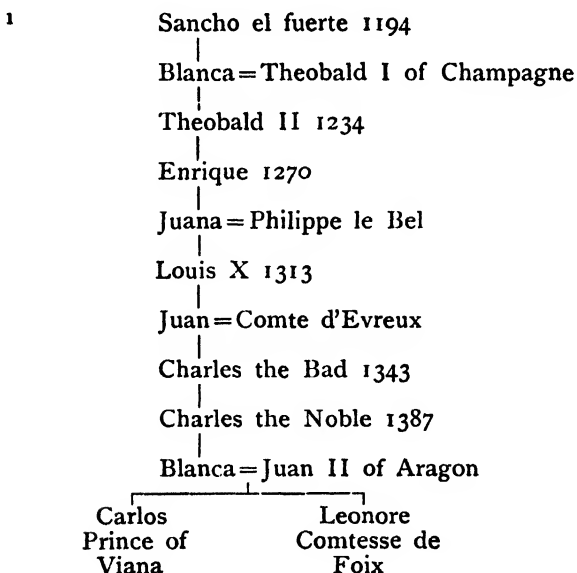 1
Sancho el fuerte 1194
Blanca=Theobald I of Champagne
Theobald II 1234
Enrique 1270
Juana=Philippe le Bel
Louis X 1313
Juan=Comte d'Evreux
Charles the Bad 1343
Charles the Noble 1387
Blanca=Juan II of Aragon
Carlos
Prince of
Viana
Leonore
Comtesse de
Foix